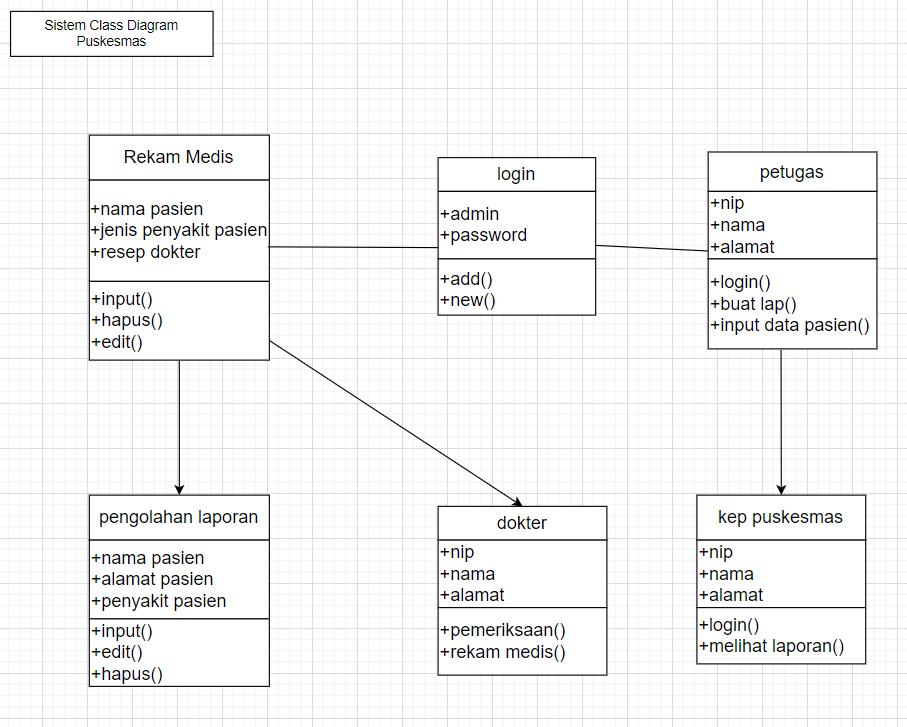 Sistem Class Diagram
Puskesmas
Rekam Medis
+nama pasien
+jenis penyakit pasien
+resep dokter
+input()
+hapus()
+edit()
login
+admin
+password
+add()
+new()
petugas
+nip
+nama
+alamat
+login()
+buat lap()
+input data pasien()
pengolahan laporan
+nama pasien
+alamat pasien
+penyakit pasien
+input()
+edit()
+hapus()
dokter
+nip
+nama
+alamat
+pemeriksaan()
+rekam medis()
kep puskesmas
+nip
+nama
+alamat
+login()
+melihat laporan()